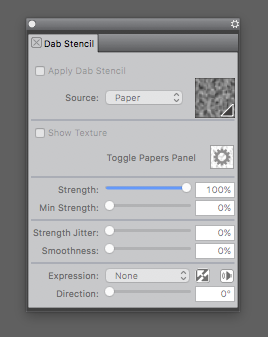 Dab Stencil
Apply Dab Stencil
Source: Paper
Show Texture
Toggle Papers Panel
Strength: 100%
Min Strength: 0%
Strength Jitter: 0%
Smoothness: 0%
Expression: None
Direction: 0°